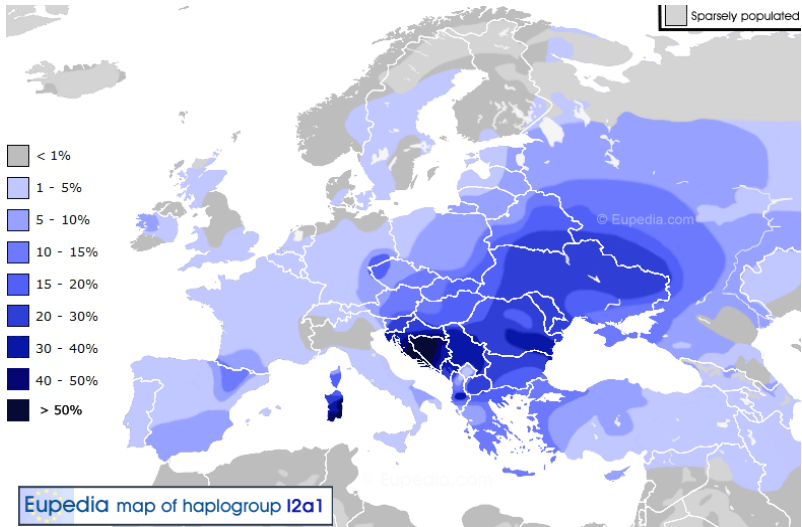 Sparsely populated
< 1%
1 - 5%
5 - 10%
10 - 15%
15 - 20%
20 - 30%
30 - 40%
40 - 50%
> 50%
© Eupedia.com
© Eupedia.com
Eupedia map of haplogroup I2a1